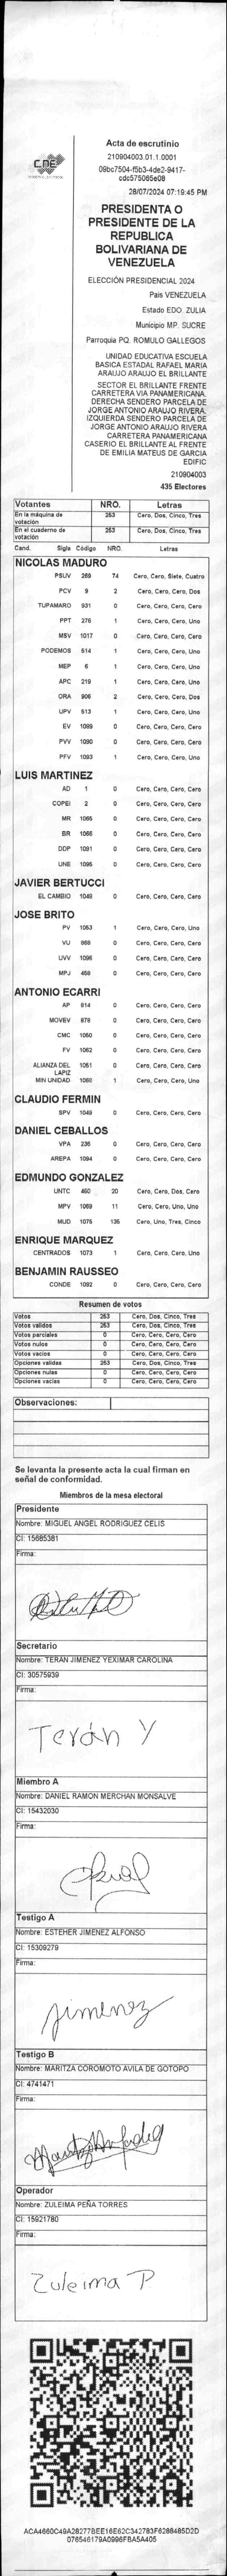 CNE
Acta de escrutinio
210904003.01.1.0001
09bc7504-f5b3-4de2-9417-
cdc575065e08
28/07/2024 07:19:45 PM
PRESIDENTA O
PRESIDENTE DE LA
REPUBLICA
BOLIVARIANA DE
VENEZUELA
ELECCIÓN PRESIDENCIAL 2024
Pais VENEZUELA
Estado EDO. ZULIA
Municipio MP. SUCRE
Parroquia PQ. ROMULO GALLEGOS
UNIDAD EDUCATIVA ESCUELA
BASICA ESTADAL RAFAEL MARIA
ARAUJO ARAUJO EL BRILLANTE
SECTOR EL BRILLANTE FRENTE
CARRETERA VIA PANAMERICANA.
DERECHA SENDERO PARCELA DE
JORGE ANTONIO ARAUJO RIVERA.
IZQUIERDA SENDERO PARCELA DE
JORGE ANTONIO ARAUJO RIVERA
CARRETERA PANAMERICANA
CASERIO EL BRILLANTE AL FRENTE
DE EMILIA MATEUS DE GARCIA
EDIFIC
210904003
435 Electores
Votantes NRO. Letras
En la máquina de votación 253 Cero, Dos, Cinco, Tres
En el cuaderno de votación 253 Cero, Dos, Cinco, Tres
Cand. Sigla Código NRO. Letras
NICOLAS MADURO
PSUV 269 74 Cero, Cero, Siete, Cuatro
PCV 9 2 Cero, Cero, Cero, Dos
TUPAMARO 931 0 Cero, Cero, Cero, Cero
PPT 276 1 Cero, Cero, Cero, Uno
MSV 1017 0 Cero, Cero, Cero, Cero
PODEMOS 514 1 Cero, Cero, Cero, Uno
MEP 6 1 Cero, Cero, Cero, Uno
APC 219 1 Cero, Cero, Cero, Uno
ORA 906 2 Cero, Cero, Cero, Dos
UPV 513 1 Cero, Cero, Cero, Uno
EV 1089 0 Cero, Cero, Cero, Cero
PVV 1090 0 Cero, Cero, Cero, Cero
PFV 1093 1 Cero, Cero, Cero, Uno
LUIS MARTINEZ
AD 1 0 Cero, Cero, Cero, Cero
COPEI 2 0 Cero, Cero, Cero, Cero
MR 1065 0 Cero, Cero, Cero, Cero
BR 1066 0 Cero, Cero, Cero, Cero
DDP 1091 0 Cero, Cero, Cero, Cero
UNE 1095 0 Cero, Cero, Cero, Cero
JAVIER BERTUCCI
EL CAMBIO 1048 0 Cero, Cero, Cero, Cero
JOSE BRITO
PV 1053 1 Cero, Cero, Cero, Uno
VU 968 0 Cero, Cero, Cero, Cero
UVV 1096 0 Cero, Cero, Cero, Cero
MPJ 458 0 Cero, Cero, Cero, Cero
ANTONIO ECARRI
AP 814 0 Cero, Cero, Cero, Cero
MOVEV 878 0 Cero, Cero, Cero, Cero
CMC 1050 0 Cero, Cero, Cero, Cero
FV 1062 0 Cero, Cero, Cero, Cero
ALIANZA DEL LAPIZ 1051 0 Cero, Cero, Cero, Cero
MIN UNIDAD 1060 1 Cero, Cero, Cero, Uno
CLAUDIO FERMIN
SPV 1049 0 Cero, Cero, Cero, Cero
DANIEL CEBALLOS
VPA 236 0 Cero, Cero, Cero, Cero
AREPA 1094 0 Cero, Cero, Cero, Cero
EDMUNDO GONZALEZ
UNTC 460 20 Cero, Cero, Dos, Cero
MPV 1069 11 Cero, Cero, Uno, Uno
MUD 1075 135 Cero, Uno, Tres, Cinco
ENRIQUE MARQUEZ
CENTRADOS 1073 1 Cero, Cero, Cero, Uno
BENJAMIN RAUSSEO
CONDE 1092 0 Cero, Cero, Cero, Cero
Resumen de votos
Votos 253 Cero, Dos, Cinco, Tres
Votos validos 253 Cero, Dos, Cinco, Tres
Votos parciales 0 Cero, Cero, Cero, Cero
Votos nulos 0 Cero, Cero, Cero, Cero
Votos vacios 0 Cero, Cero, Cero, Cero
Opciones validas 253 Cero, Dos, Cinco, Tres
Opciones nulas 0 Cero, Cero, Cero, Cero
Opciones vacias 0 Cero, Cero, Cero, Cero
Observaciones:
Se levanta la presente acta la cual firman en
señal de conformidad.
Miembros de la mesa electoral
Presidente
Nombre: MIGUEL ANGEL RODRIGUEZ CELIS
CI: 15685381
Firma:
Secretario
Nombre: TERAN JIMENEZ YEXIMAR CAROLINA
CI: 30575939
Firma:
Terán Y
Miembro A
Nombre: DANIEL RAMON MERCHAN MONSALVE
CI: 15432030
Firma:
Testigo A
Nombre: ESTEHER JIMENEZ ALFONSO
CI: 15309279
Firma:
Jimenez
Testigo B
Nombre: MARITZA COROMOTO AVILA DE GOTOPO
CI: 4741471
Firma:
Operador
Nombre: ZULEIMA PEÑA TORRES
CI: 15921780
Firma:
Zuleima P
ACA4660C49A28277BEE16E62C342783F6288485D2D
076546179A0996FBA5A405